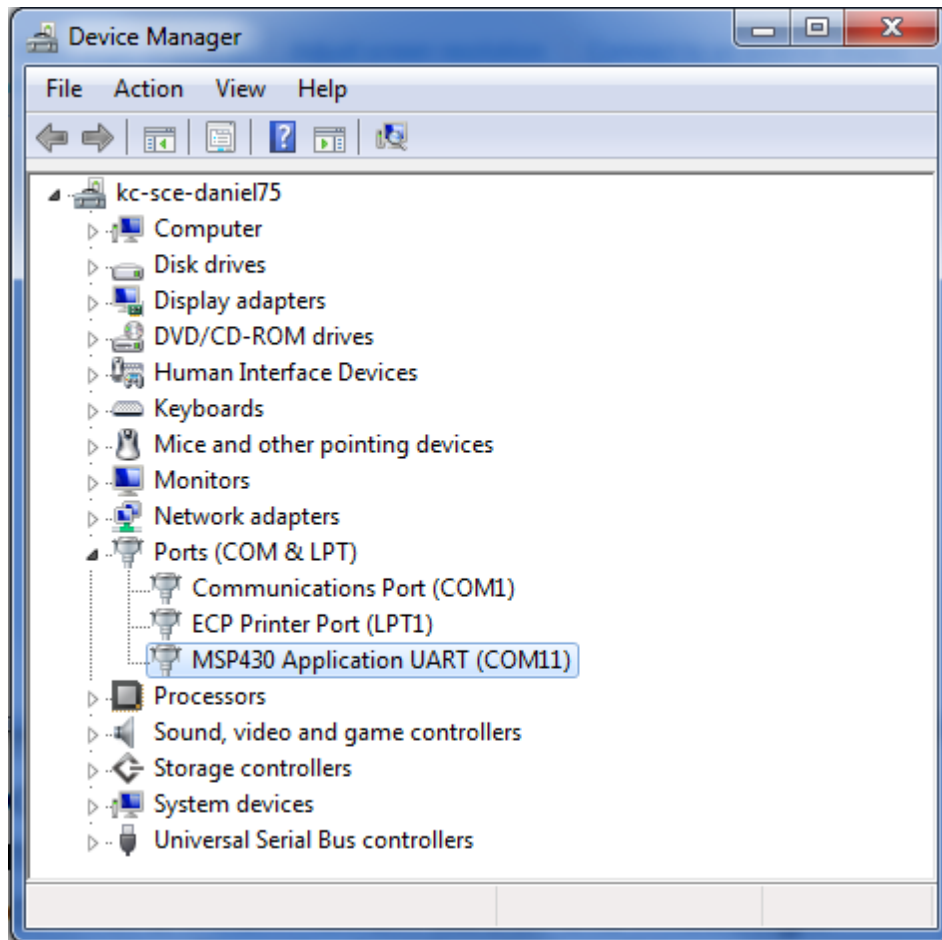 Device Manager
File Action View Help
kc-sce-daniel75
Computer
Disk drives
Display adapters
DVD/CD-ROM drives
Human Interface Devices
Keyboards
Mice and other pointing devices
Monitors
Network adapters
Ports (COM & LPT)
Communications Port (COM1)
ECP Printer Port (LPT1)
MSP430 Application UART (COM11)
Processors
Sound, video and game controllers
Storage controllers
System devices
Universal Serial Bus controllers